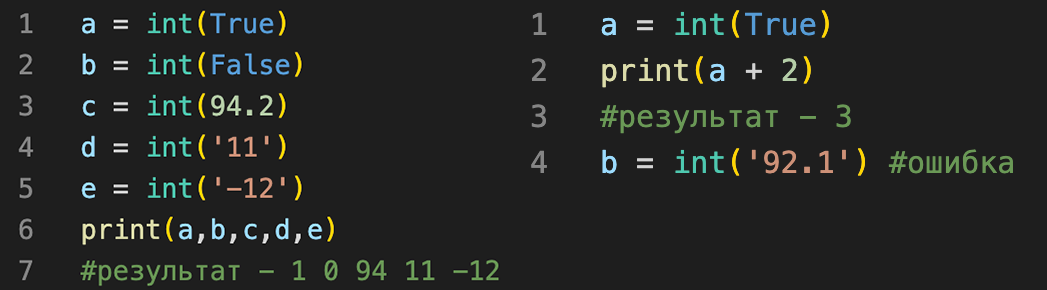 1 a = int(True)
2 b = int(False)
3 c = int(94.2)
4 d = int('11')
5 e = int('-12')
6 print(a,b,c,d,e)
7 #результат - 1 0 94 11 -12
1 a = int(True)
2 print(a + 2)
3 #результат - 3
4 b = int('92.1') #ошибка